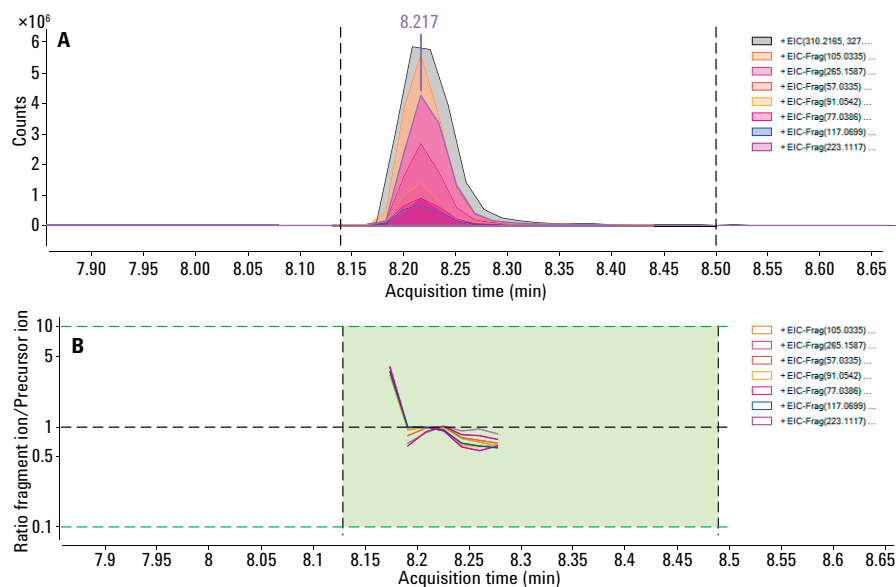 ×10⁶
A
8.217
6
5
4
3
2
1
0
Counts
7.90 7.95 8.00 8.10 8.15 8.20 8.25 8.30 8.35 8.40 8.45 8.50 8.60 8.65
Acquisition time (min)
+ EIC(310.2165, 327....
+ EIC-Frag(105.0335) ...
+ EIC-Frag(265.1587) ...
+ EIC-Frag(57.0335) ...
+ EIC-Frag(91.0542) ...
+ EIC-Frag(77.0386) ...
+ EIC-Frag(117.0699) ...
+ EIC-Frag(223.1117) ...
B
10
5
1
0.5
0.1
Ratio fragment ion/Precursor ion
7.9 7.95 8 8.05 8.1 8.15 8.2 8.25 8.3 8.35 8.4 8.45 8.5 8.55 8.6 8.65
Acquisition time (min)
+ EIC-Frag(105.0335) ...
+ EIC-Frag(265.1587) ...
+ EIC-Frag(57.0335) ...
+ EIC-Frag(91.0542) ...
+ EIC-Frag(77.0386) ...
+ EIC-Frag(117.0699) ...
+ EIC-Frag(223.1117) ...